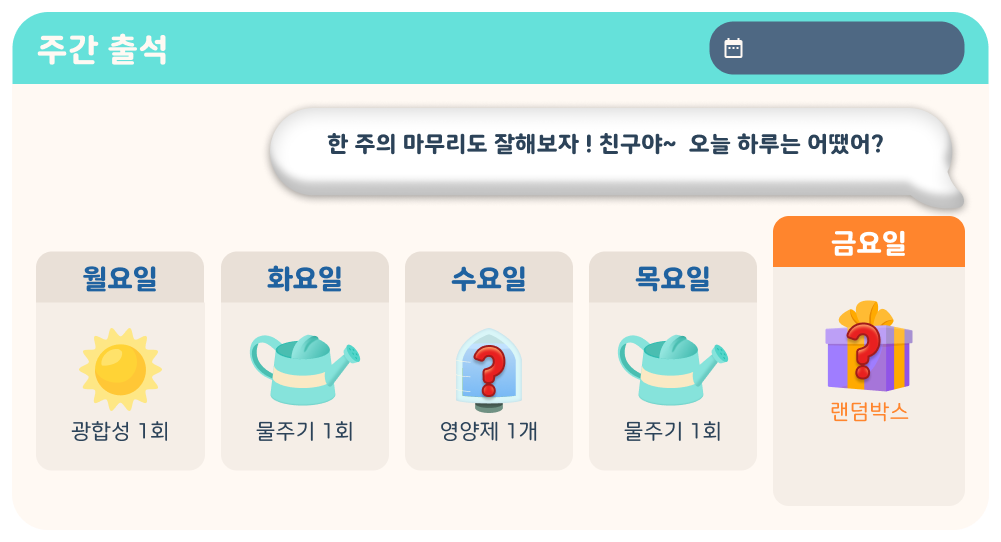 주간 출석
한 주의 마무리도 잘해보자 ! 친구야~ 오늘 하루는 어땠어?
월요일
화요일
수요일
목요일
금요일
?
?
광합성 1회
물주기 1회
영양제 1개
물주기 1회
랜덤박스